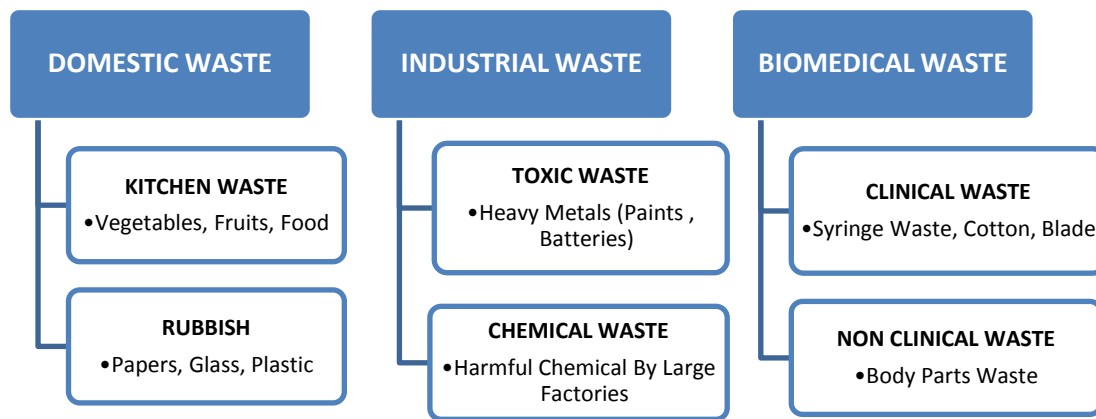 DOMESTIC WASTE
KITCHEN WASTE
•Vegetables, Fruits, Food
RUBBISH
•Papers, Glass, Plastic
INDUSTRIAL WASTE
TOXIC WASTE
•Heavy Metals (Paints ,
Batteries)
CHEMICAL WASTE
•Harmful Chemical By Large
Factories
BIOMEDICAL WASTE
CLINICAL WASTE
•Syringe Waste, Cotton, Blade
NON CLINICAL WASTE
•Body Parts Waste